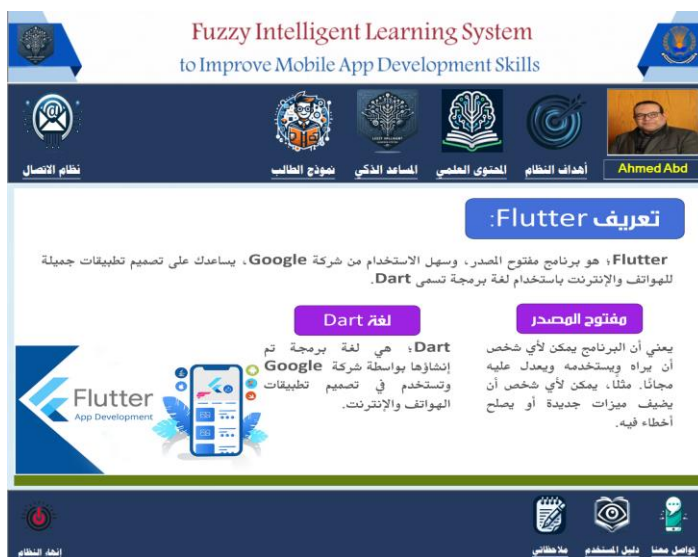 Fuzzy Intelligent Learning System
to Improve Mobile App Development Skills
Ahmed Abd
أهداف النظام
المحتوى العلمي
المساعد الذكي
نموذج الطالب
نظام الاتصال
تعريف Flutter:
Flutter؛ هو برنامج مفتوح المصدر، وسهل الاستخدام من شركة Google، يساعدك على تصميم تطبيقات جميلة
للهواتف والإنترنت باستخدام لغة برمجة تسمى Dart.
مفتوح المصدر
يعني أن البرنامج يمكن لأي شخص
أن يراه ويستخدمه ويعدل عليه
مجانًا. مثلًا، يمكن لأي شخص أن
يضيف ميزات جديدة أو يصلح
أخطاء فيه.
لغة Dart
Dart؛ هي لغة برمجة تم
إنشاؤها بواسطة شركة Google
وتستخدم في تصميم تطبيقات
الهواتف والإنترنت.
Flutter
App Development
تواصل معنا
دليل المستخدم
ملاحظاتي
إنهاء النظام